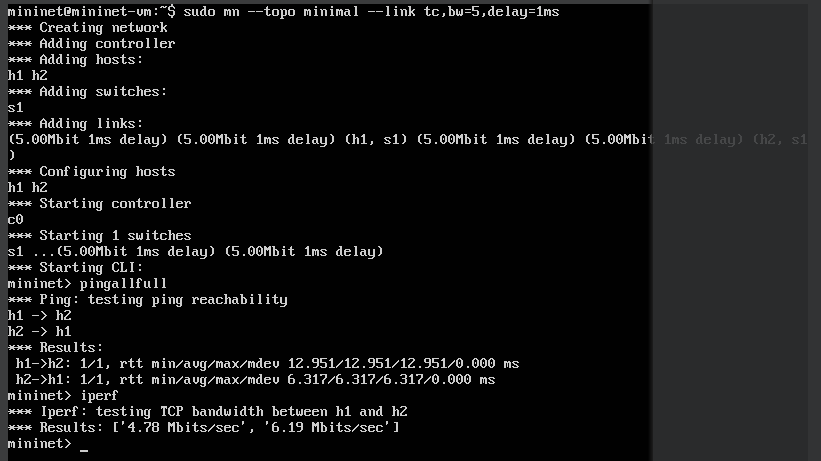 mininet@mininet-vm:~$ sudo mn --topo minimal --link tc,bw=5,delay=1ms
*** Creating network
*** Adding controller
*** Adding hosts:
h1 h2
*** Adding switches:
s1
*** Adding links:
(5.00Mbit 1ms delay) (5.00Mbit 1ms delay) (h1, s1) (5.00Mbit 1ms delay) (5.00Mbit 1ms delay) (h2, s1
)
*** Configuring hosts
h1 h2
*** Starting controller
c0
*** Starting 1 switches
s1 ...(5.00Mbit 1ms delay) (5.00Mbit 1ms delay)
*** Starting CLI:
mininet> pingallfull
*** Ping: testing ping reachability
h1 -> h2
h2 -> h1
*** Results:
 h1->h2: 1/1, rtt min/avg/max/mdev 12.951/12.951/12.951/0.000 ms
 h2->h1: 1/1, rtt min/avg/max/mdev 6.317/6.317/6.317/0.000 ms
mininet> iperf
*** Iperf: testing TCP bandwidth between h1 and h2
*** Results: ['4.78 Mbits/sec', '6.19 Mbits/sec']
mininet> _